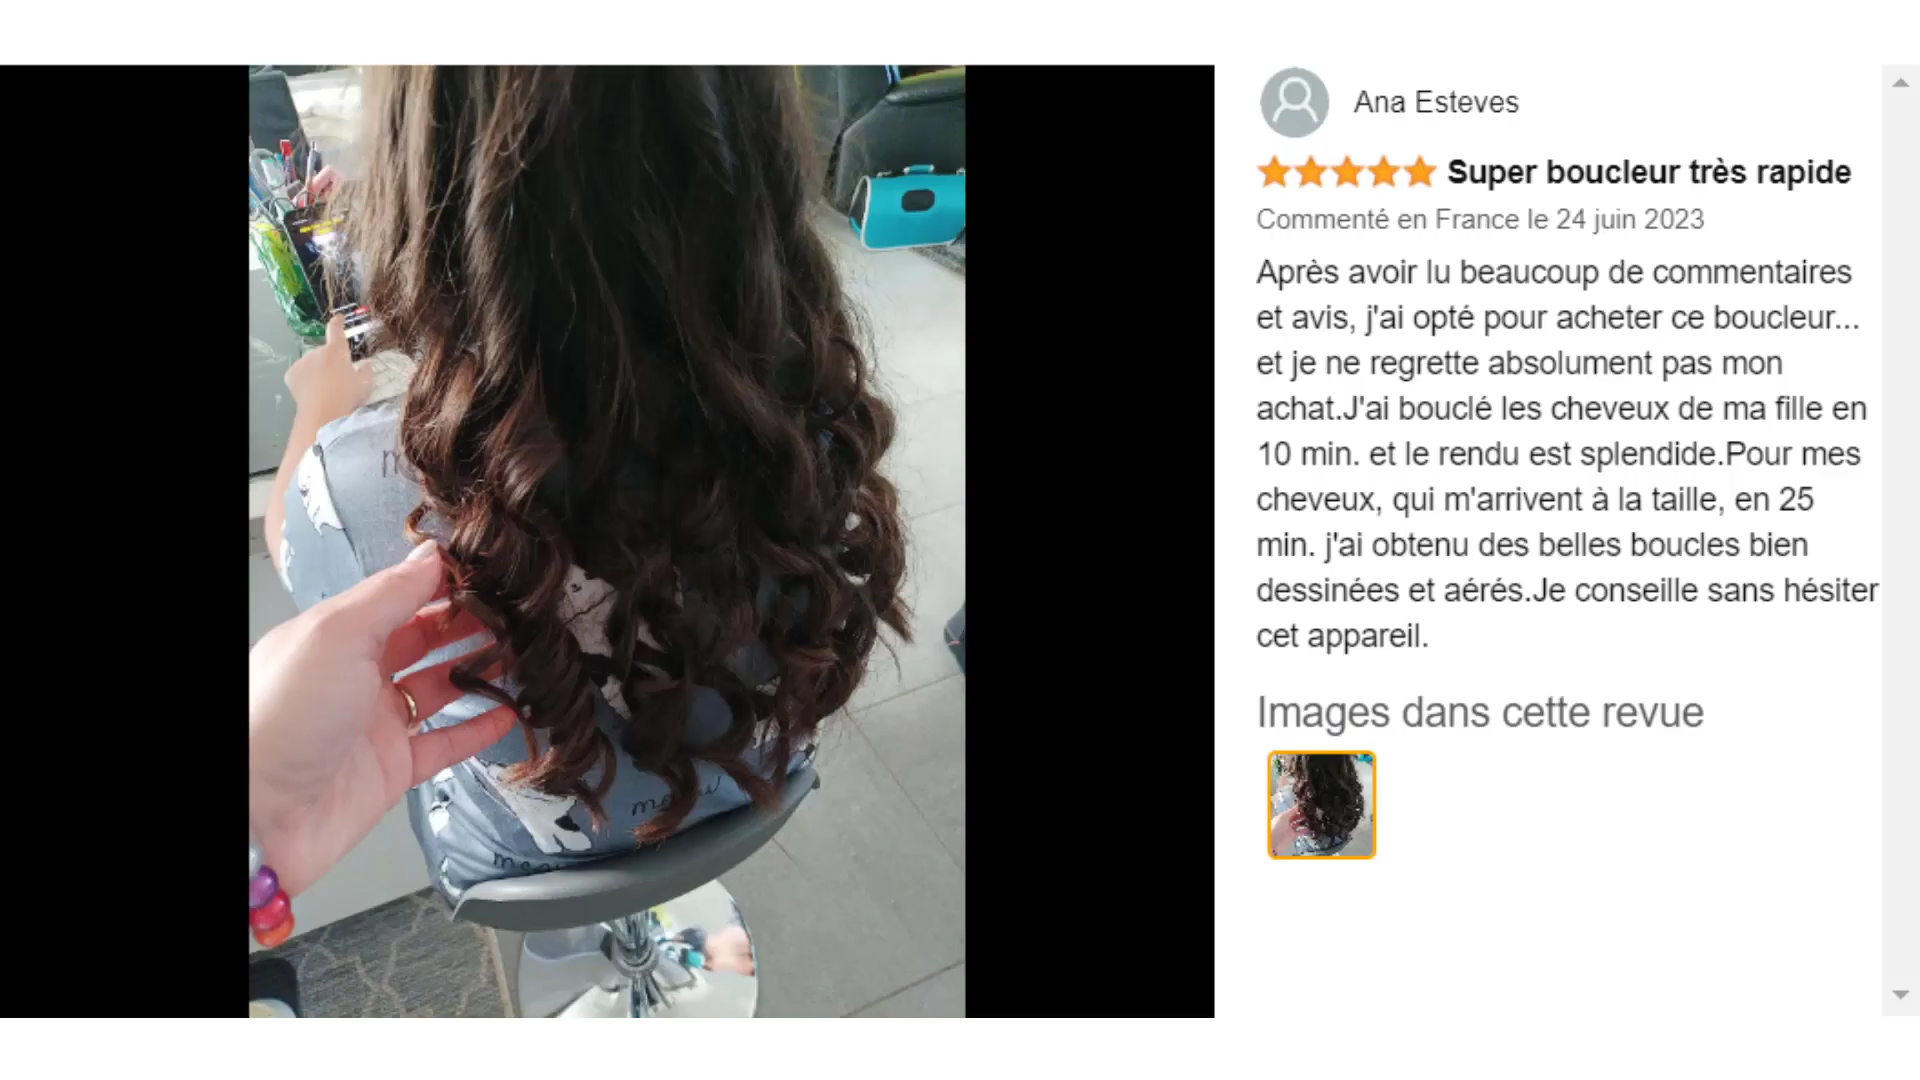 Ana Esteves
Super boucleur très rapide
Commenté en France le 24 juin 2023
Après avoir lu beaucoup de commentaires
et avis, j'ai opté pour acheter ce boucleur...
et je ne regrette absolument pas mon
achat.J'ai bouclé les cheveux de ma fille en
10 min. et le rendu est splendide.Pour mes
cheveux, qui m'arrivent à la taille, en 25
min. j'ai obtenu des belles boucles bien
dessinées et aérés.Je conseille sans hésiter
cet appareil.
Images dans cette revue